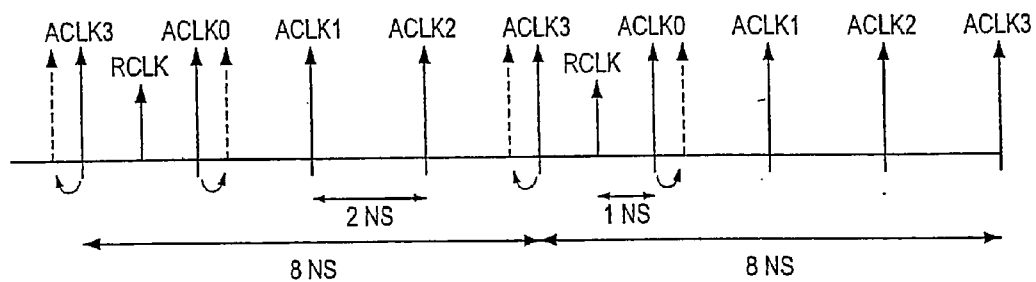 ACLK3 ACLK0 ACLK1 ACLK2 ACLK3 ACLK0 ACLK1 ACLK2 ACLK3
RCLK RCLK
2 NS 1 NS
8 NS 8 NS